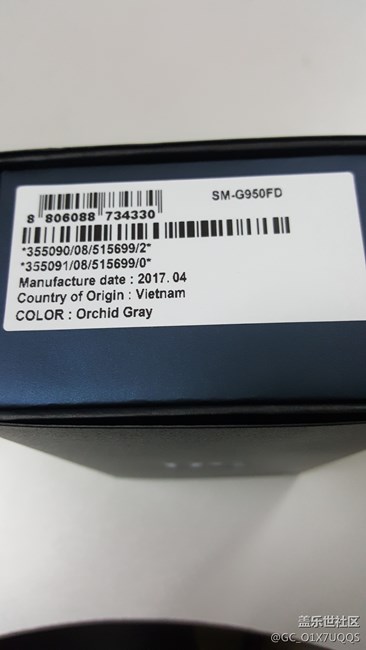 SM-G950FD
8 806088 734330
*355090/08/515699/2*
*355091/08/515699/0*
Manufacture date : 2017.04
Country of Origin : Vietnam
COLOR : Orchid Gray
盖乐世社区
@GC_O1X7UQQS